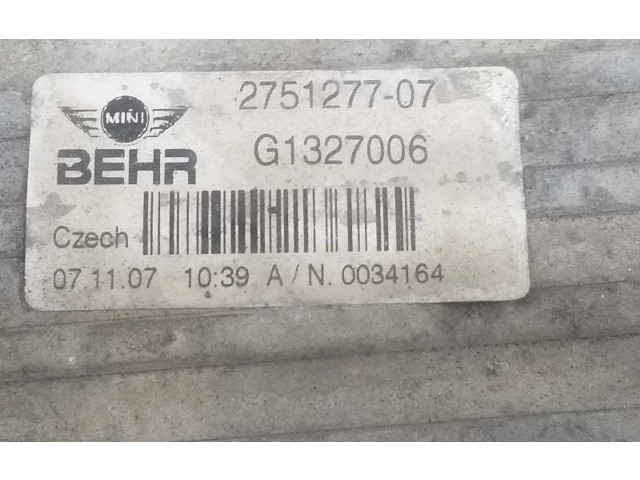 MINI
2751277-07
BEHR
G1327006
Czech
07.11.07 10:39 A/N. 0034164